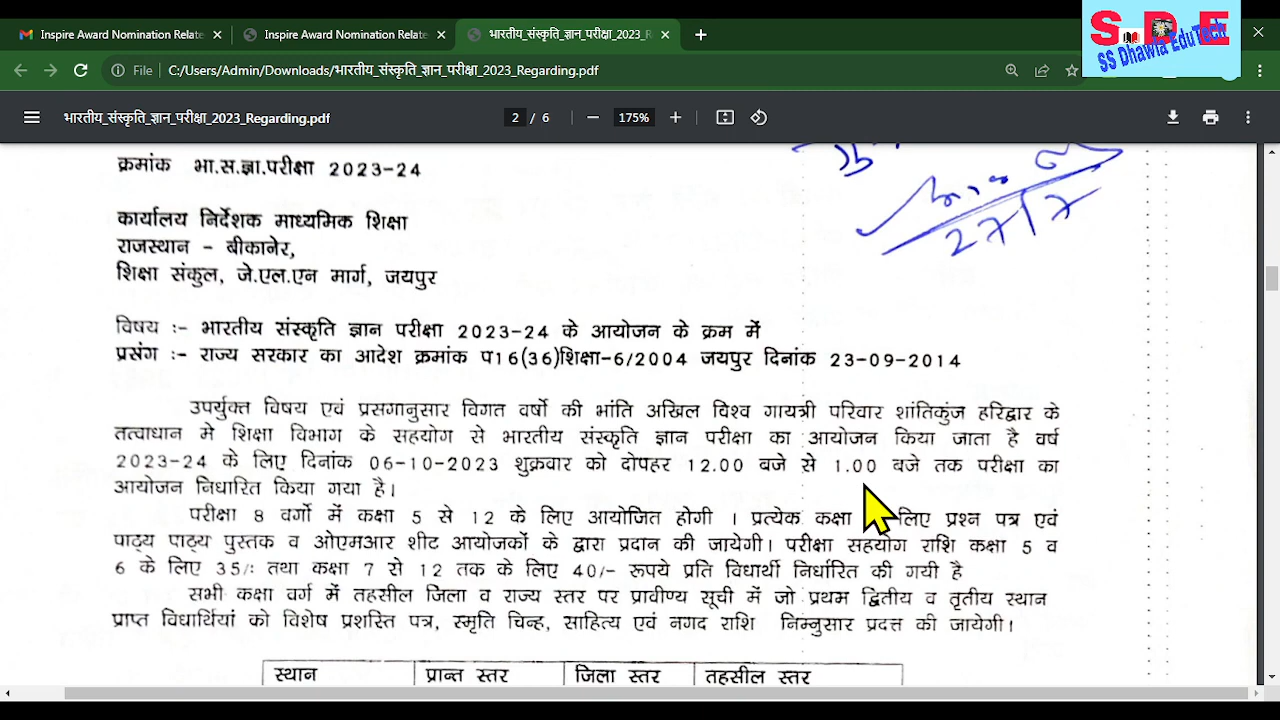 Inspire Award Nomination Relate
Inspire Award Nomination Relate
भारतीय_संस्कृति_ज्ञान_परीक्षा_2023_R
S.D.E
SS Dhawla EduTech
File
C:/Users/Admin/Downloads/भारतीय_संस्कृति_ज्ञान_परीक्षा_2023_Regarding.pdf
भारतीय_संस्कृति_ज्ञान_परीक्षा_2023_Regarding.pdf
2 / 6
175%
क्रमांक भा.स.ज्ञा.परीक्षा 2023-24
27/7
कार्यालय निर्देशक माध्यमिक शिक्षा
राजस्थान - बीकानेर,
शिक्षा संकुल, जे.एल.एन मार्ग, जयपुर
विषय :- भारतीय संस्कृति ज्ञान परीक्षा 2023-24 के आयोजन के क्रम में
प्रसंग :- राज्य सरकार का आदेश क्रमांक प16(36)शिक्षा-6/2004 जयपुर दिनांक 23-09-2014
उपर्युक्त विषय एवं प्रसगानुसार विगत वर्षो की भांति अखिल विश्व गायत्री परिवार शांतिकुंज हरिद्वार के
तत्वाधान मे शिक्षा विभाग के सहयोग से भारतीय संस्कृति ज्ञान परीक्षा का आयोजन किया जाता है वर्ष
2023-24 के लिए दिनांक 06-10-2023 शुक्रवार को दोपहर 12.00 बजे से 1.00 बजे तक परीक्षा का
आयोजन निर्धारित किया गया है।
परीक्षा 8 वर्गो में कक्षा 5 से 12 के लिए आयोजित होगी । प्रत्येक कक्षा लिए प्रश्न पत्र एवं
पाठ्य पाठ्य पुस्तक व ओएमआर शीट आयोजकों के द्वारा प्रदान की जायेगी। परीक्षा सहयोग राशि कक्षा 5 व
6 के लिए 35/: तथा कक्षा 7 से 12 तक के लिए 40/- रूपये प्रति विधार्थी निर्धारित की गयी है
सभी कक्षा वर्ग में तहसील जिला व राज्य स्तर पर प्रावीण्य सूची में जो प्रथम द्वितीय व तृतीय स्थान
प्राप्त विधार्थियां को विशेष प्रशस्ति पत्र, स्मृति चिन्ह, साहित्य एवं नगद राशि निम्नुसार प्रदत्त की जायेगी।
स्थान प्रान्त स्तर जिला स्तर तहसील स्तर